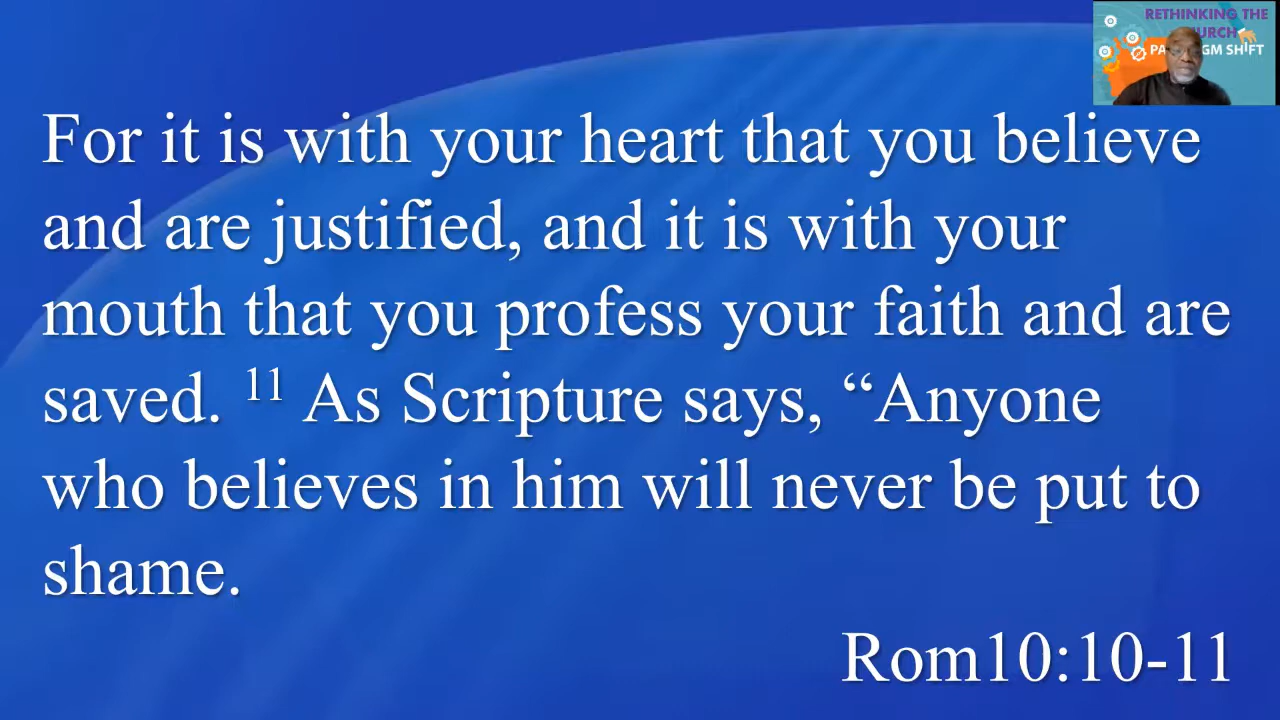 RETHINKING THE
SHIFT
For it is with your heart that you believe
and are justified, and it is with your
mouth that you profess your faith and are
saved. 11 As Scripture says, “Anyone
who believes in him will never be put to
shame.
Rom10:10-11